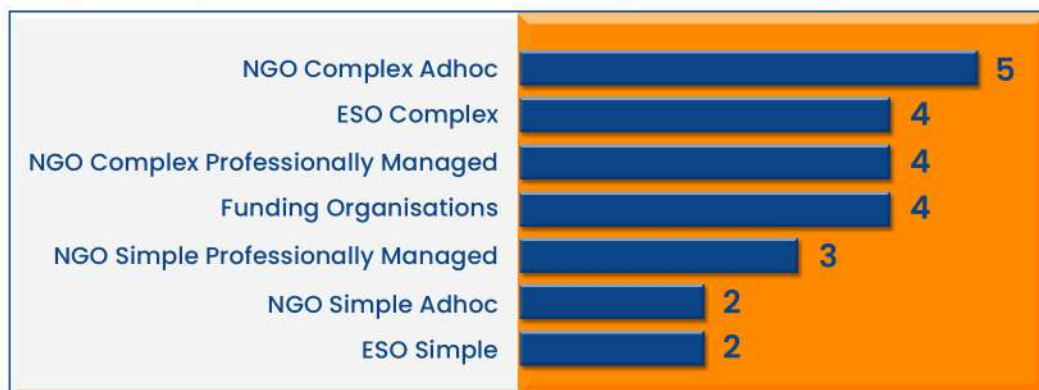 NGO Complex Adhoc 5
ESO Complex 4
NGO Complex Professionally Managed 4
Funding Organisations 4
NGO Simple Professionally Managed 3
NGO Simple Adhoc 2
ESO Simple 2